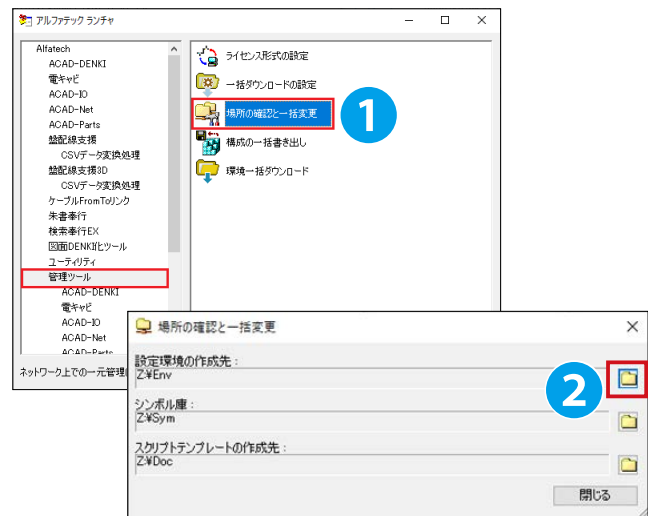 アルファテック ランチャ
Alfatech
ACAD-DENKI
電キャビ
ACAD-IO
ACAD-Net
ACAD-Parts
盤配線支援
CSVデータ変換処理
盤配線支援3D
CSVデータ変換処理
ケーブルFromToリンク
朱書奉行
検索奉行EX
図面DENKI化ツール
ユーティリティ
管理ツール
ACAD-DENKI
電キャビ
ACAD-IO
ACAD-Net
ACAD-Parts
ネットワーク上での一元管理
ライセンス形式の設定
一括ダウンロードの設定
場所の確認と一括変更
1
構成の一括書き出し
環境一括ダウンロード
場所の確認と一括変更
設定環境の作成先:
Z:¥Env
2
シンボル庫:
Z:¥Sym
スクリプトテンプレートの作成先:
Z:¥Doc
閉じる